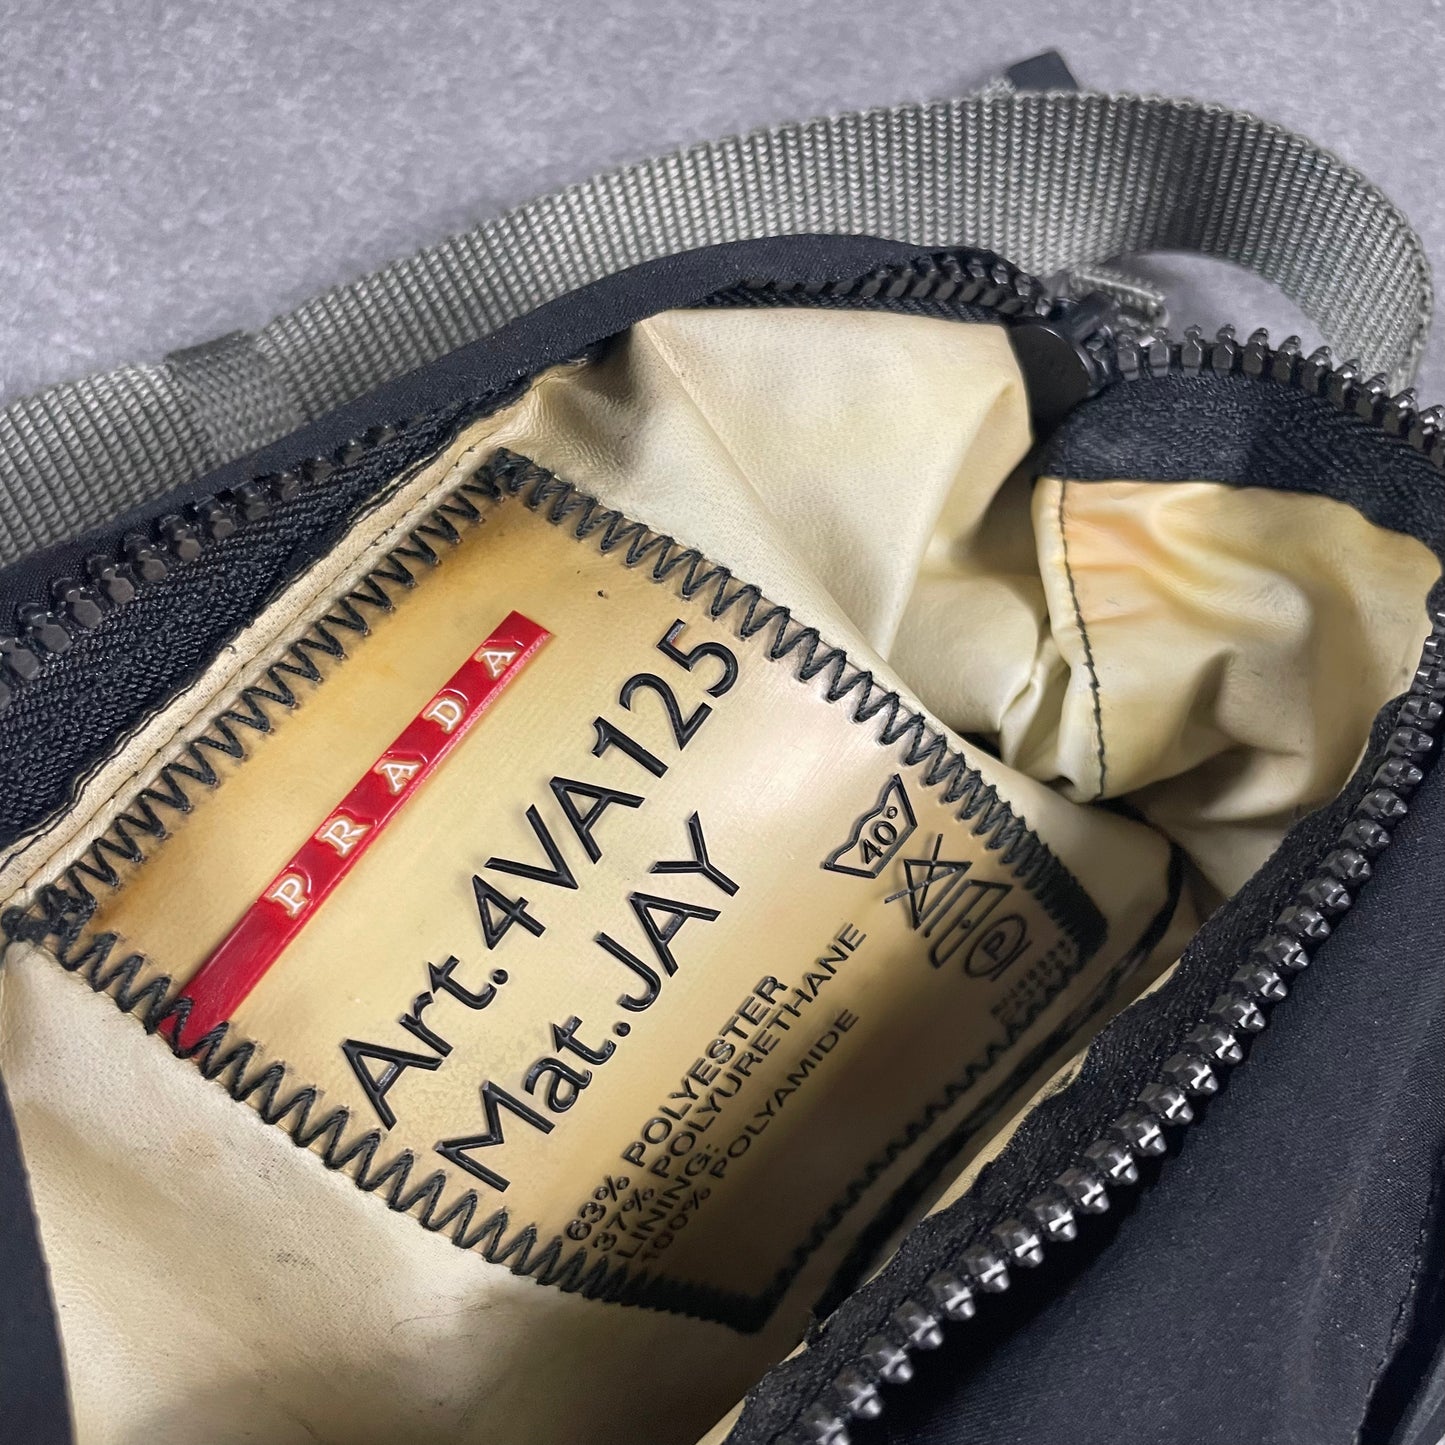 PRADA
Art.4VA125
Mat.JAY
40°
P
63% POLYESTER
37% POLYURETHANE
LINING:
100% POLYAMIDE